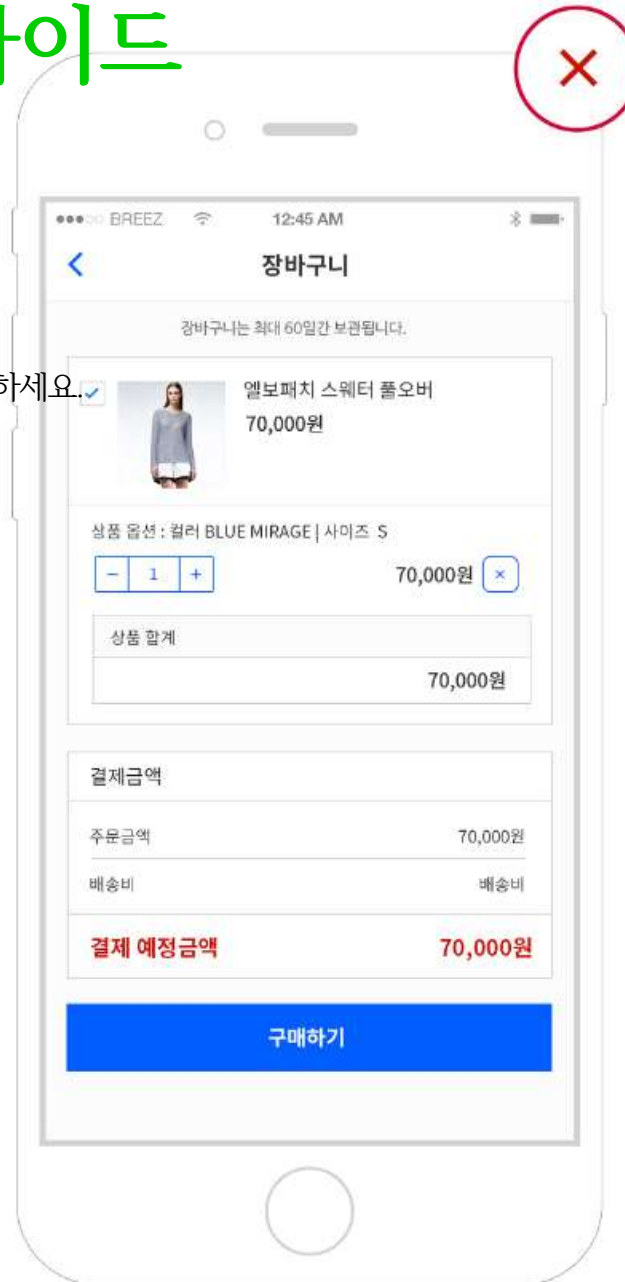 이드
BREEZ 12:45 AM
장바구니
장바구니는 최대 60일간 보관됩니다.
하세요.
엘보패치 스웨터 풀오버
70,000원
상품 옵션 : 컬러 BLUE MIRAGE | 사이즈 S
- 1 + 70,000원 ×
상품 합계
70,000원
결제금액
주문금액 70,000원
배송비 배송비
결제 예정금액 70,000원
구매하기